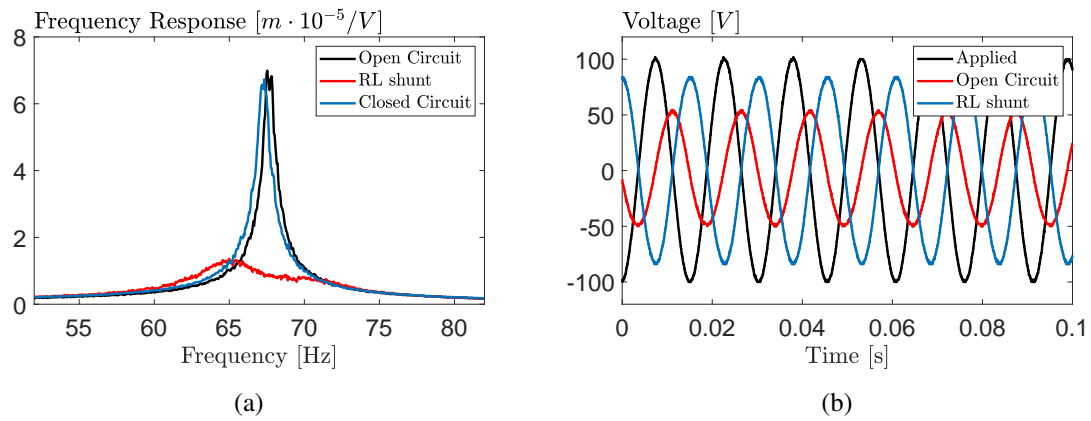 Frequency Response [m · 10⁻⁵/V]
8
6
4
2
0
Open Circuit
RL shunt
Closed Circuit
55 60 65 70 75 80
Frequency [Hz]
(a)
Voltage [V]
100
50
0
-50
-100
Applied
Open Circuit
RL shunt
0 0.02 0.04 0.06 0.08 0.1
Time [s]
(b)